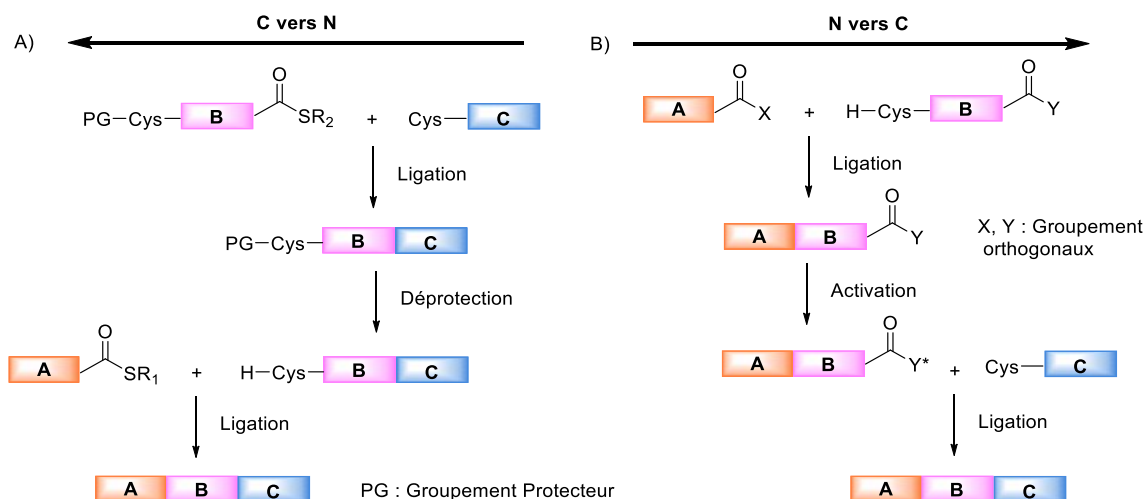 A)
C vers N
PG—Cys— B O SR2 + Cys— C
Ligation
PG—Cys— B C
Déprotection
A O SR1 + H—Cys— B C
Ligation
A B C
PG : Groupement Protecteur
B)
N vers C
A O X + H—Cys— B O Y
Ligation
A B O Y
X, Y : Groupement
orthogonaux
Activation
A B O Y* + Cys— C
Ligation
A B C